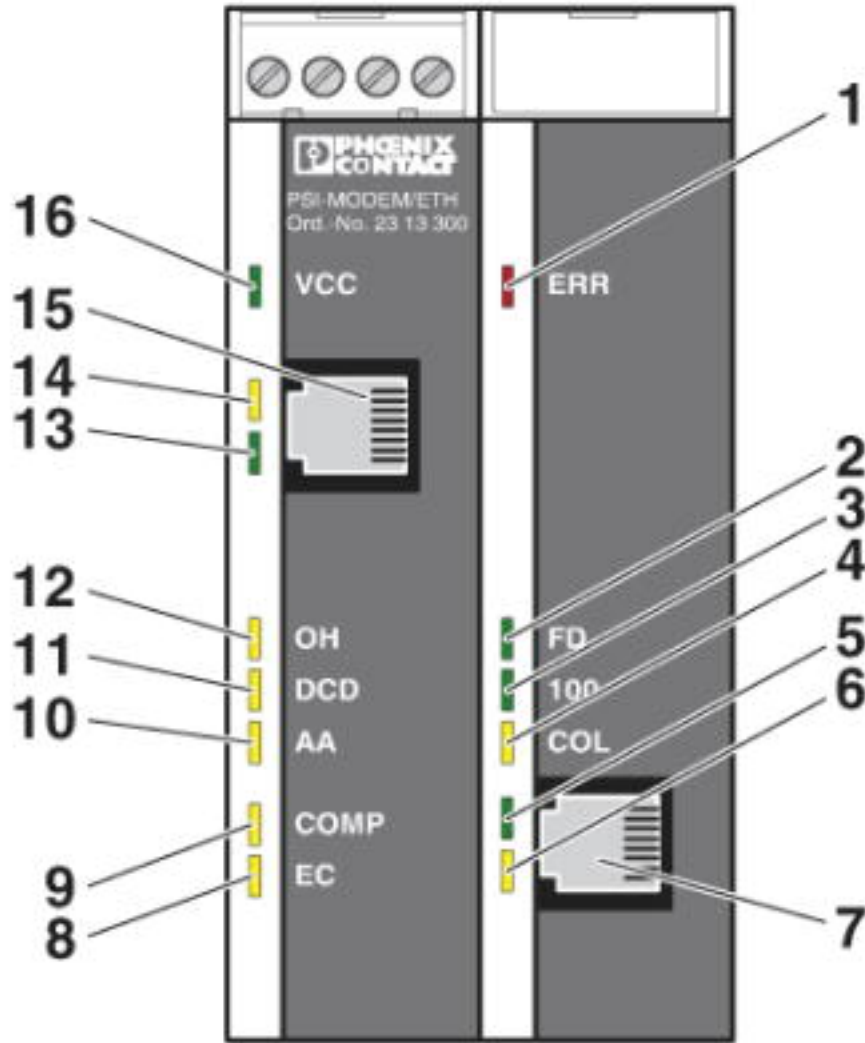 PHŒNIX
CONTACT
PSI-MODEM/ETH
Ord.-No. 23 13 300
1
16
VCC
ERR
15
14
13
2
3
4
12
OH
FD
5
11
DCD
100
6
10
AA
COL
9
COMP
8
EC
7